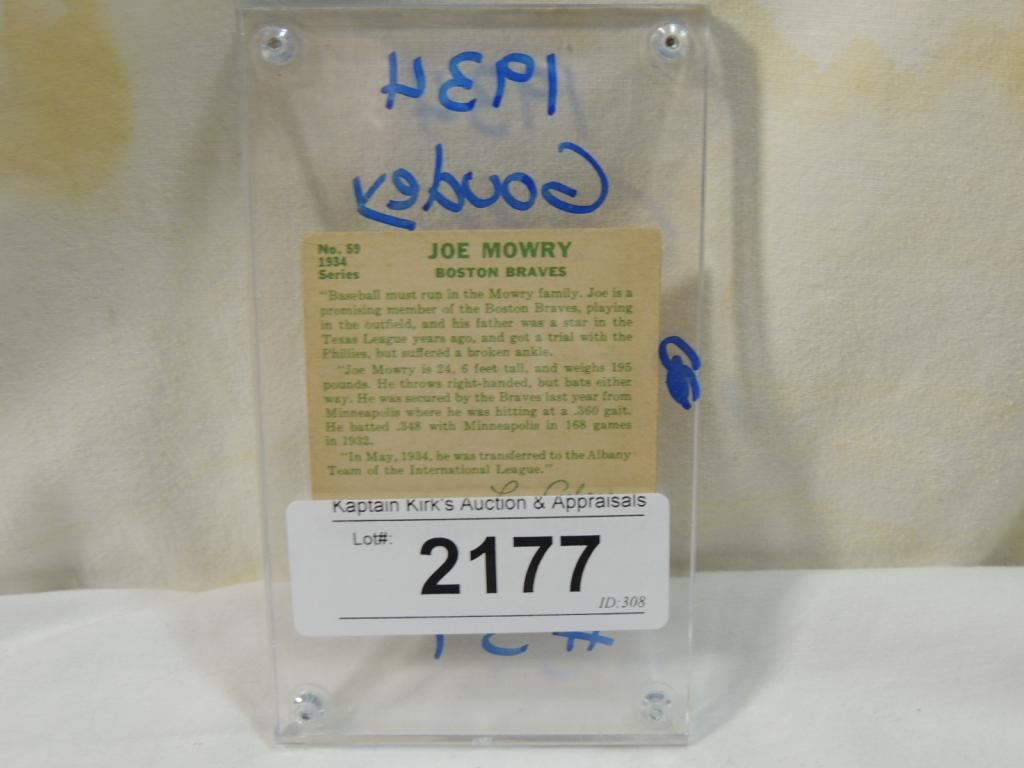 1934
Goudey
No. 59
1934
Series
JOE MOWRY
BOSTON BRAVES
"Baseball must run in the Mowry family. Joe is a
promising member of the Boston Braves, playing
in the outfield, and his father was a star in the
Texas League years ago, and got a trial with the
Phillies, but suffered a broken ankle.
"Joe Mowry is 24, 6 feet tall, and weighs 195
pounds. He throws right-handed, but bats either
way. He was secured by the Braves last year from
Minneapolis where he was hitting at a .360 gait.
He batted .348 with Minneapolis in 168 games
in 1932.
"In May, 1934, he was transferred to the Albany
Team of the International League."
Kaptain Kirk's Auction & Appraisals
Lot#:
2177
ID:308